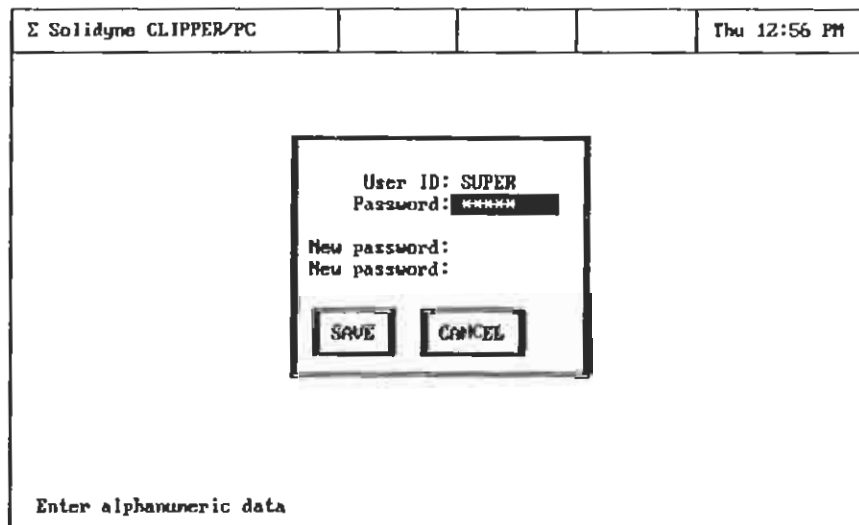 Σ Solidyne CLIPPER/PC Thu 12:56 PM
User ID: SUPER
Password: *****
New password:
New password:
SAVE CANCEL
Enter alphanumeric data